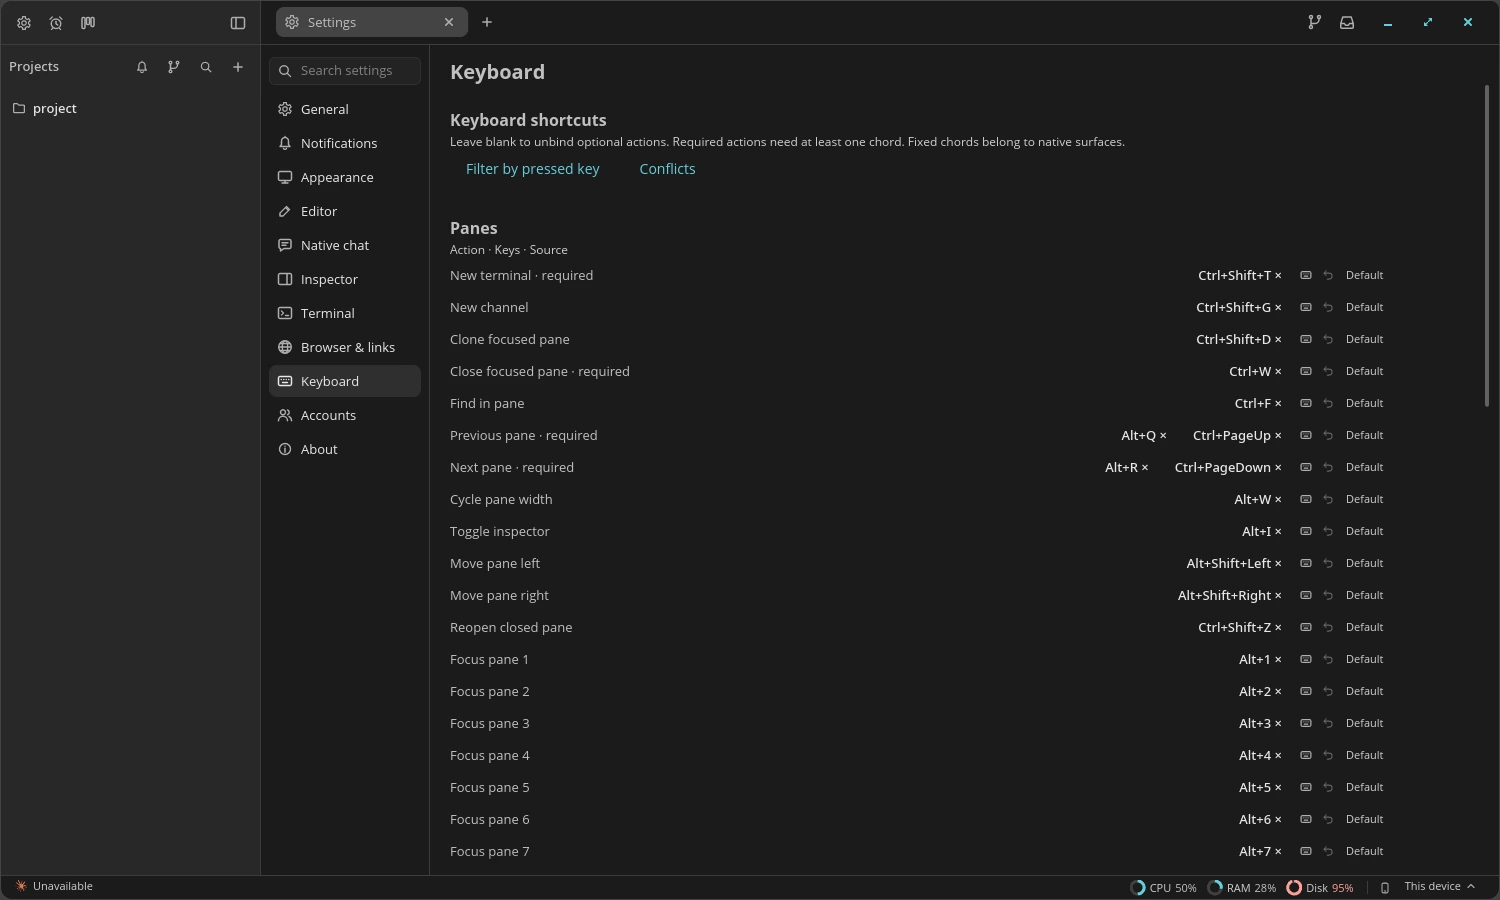 Settings
Projects
project
Search settings
General
Notifications
Appearance
Editor
Native chat
Inspector
Terminal
Browser & links
Keyboard
Accounts
About
Keyboard
Keyboard shortcuts
Leave blank to unbind optional actions. Required actions need at least one chord. Fixed chords belong to native surfaces.
Filter by pressed key Conflicts
Panes
Action · Keys · Source
New terminal · required Ctrl+Shift+T × Default
New channel Ctrl+Shift+G × Default
Clone focused pane Ctrl+Shift+D × Default
Close focused pane · required Ctrl+W × Default
Find in pane Ctrl+F × Default
Previous pane · required Alt+Q × Ctrl+PageUp × Default
Next pane · required Alt+R × Ctrl+PageDown × Default
Cycle pane width Alt+W × Default
Toggle inspector Alt+I × Default
Move pane left Alt+Shift+Left × Default
Move pane right Alt+Shift+Right × Default
Reopen closed pane Ctrl+Shift+Z × Default
Focus pane 1 Alt+1 × Default
Focus pane 2 Alt+2 × Default
Focus pane 3 Alt+3 × Default
Focus pane 4 Alt+4 × Default
Focus pane 5 Alt+5 × Default
Focus pane 6 Alt+6 × Default
Focus pane 7 Alt+7 × Default
Unavailable CPU 50% RAM 28% Disk 95% This device